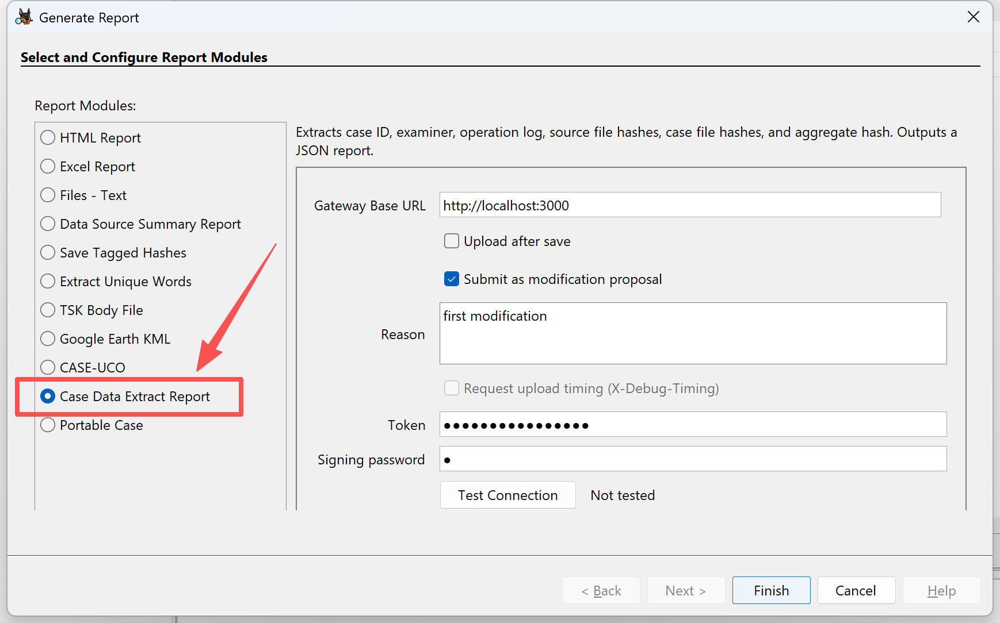 Generate Report
Select and Configure Report Modules
Report Modules:
HTML Report
Excel Report
Files - Text
Data Source Summary Report
Save Tagged Hashes
Extract Unique Words
TSK Body File
Google Earth KML
CASE-UCO
Case Data Extract Report
Portable Case
Extracts case ID, examiner, operation log, source file hashes, case file hashes, and aggregate hash. Outputs a
JSON report.
Gateway Base URL http://localhost:3000
Upload after save
Submit as modification proposal
Reason first modification
Request upload timing (X-Debug-Timing)
Token ●●●●●●●●●●●●●●●●
Signing password ●
Test Connection Not tested
< Back Next > Finish Cancel Help